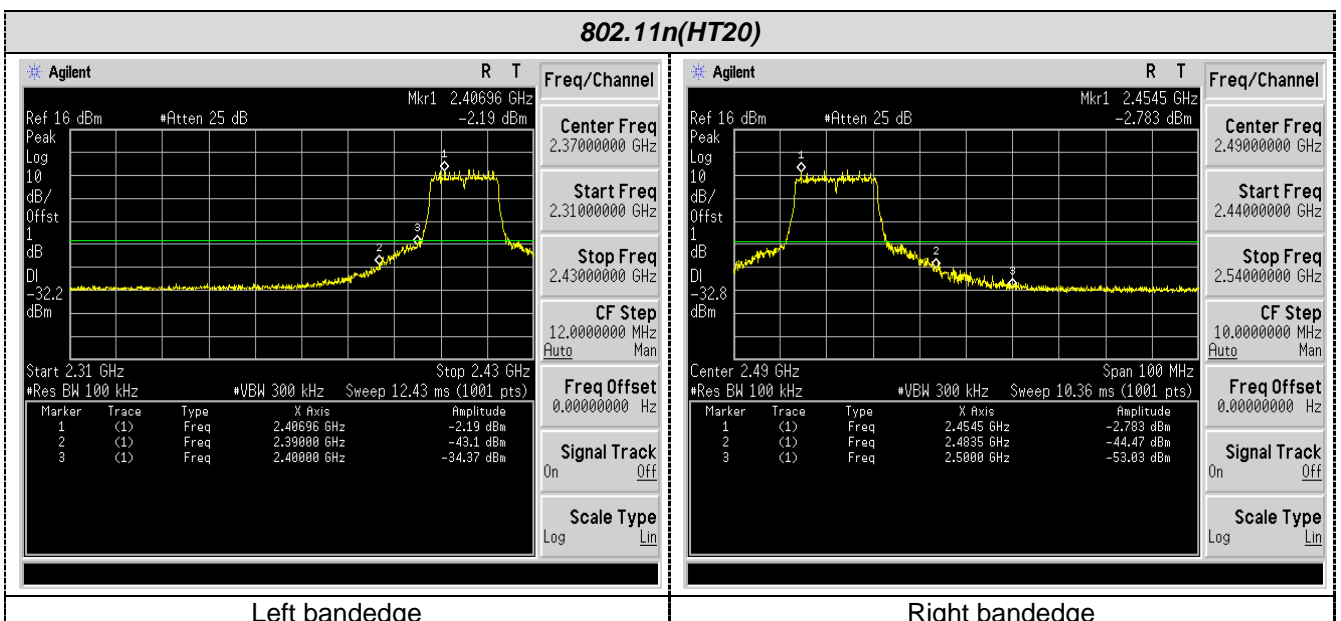 802.11n(HT20)
Agilent R T
Mkr1 2.40696 GHz
Ref 16 dBm #Atten 25 dB -2.19 dBm
Peak
Log
10
dB/
Offst
1
dB
DI
-32.2
dBm
1
2
3
Start 2.31 GHz Stop 2.43 GHz
#Res BW 100 kHz #VBW 300 kHz Sweep 12.43 ms (1001 pts)
Marker Trace Type X Axis Amplitude
1 (1) Freq 2.40696 GHz -2.19 dBm
2 (1) Freq 2.39000 GHz -43.1 dBm
3 (1) Freq 2.40000 GHz -34.37 dBm
Freq/Channel
Center Freq
2.37000000 GHz
Start Freq
2.31000000 GHz
Stop Freq
2.43000000 GHz
CF Step
12.0000000 MHz
Auto Man
Freq Offset
0.00000000 Hz
Signal Track
On Off
Scale Type
Log Lin
Left bandedge
Agilent R T
Mkr1 2.4545 GHz
Ref 16 dBm #Atten 25 dB -2.783 dBm
Peak
Log
10
dB/
Offst
1
dB
DI
-32.8
dBm
1
2
3
Center 2.49 GHz Span 100 MHz
#Res BW 100 kHz #VBW 300 kHz Sweep 10.36 ms (1001 pts)
Marker Trace Type X Axis Amplitude
1 (1) Freq 2.4545 GHz -2.783 dBm
2 (1) Freq 2.4835 GHz -44.47 dBm
3 (1) Freq 2.5000 GHz -53.03 dBm
Freq/Channel
Center Freq
2.49000000 GHz
Start Freq
2.44000000 GHz
Stop Freq
2.54000000 GHz
CF Step
10.0000000 MHz
Auto Man
Freq Offset
0.00000000 Hz
Signal Track
On Off
Scale Type
Log Lin
Right bandedge